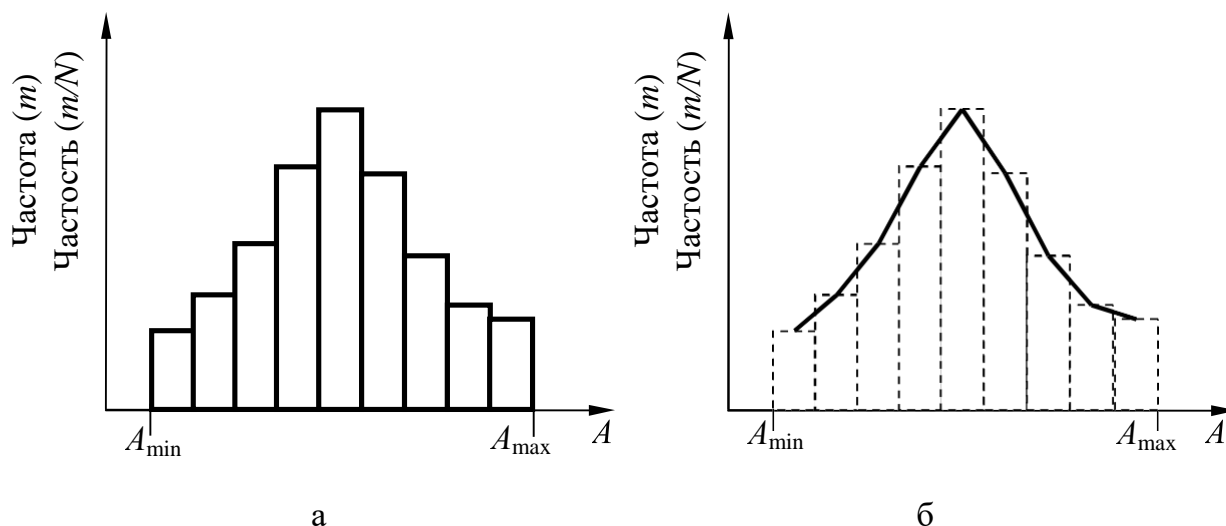 Частота (m)
Частость (m/N)
A_min
A_max
A
а
Частота (m)
Частость (m/N)
A_min
A_max
A
б